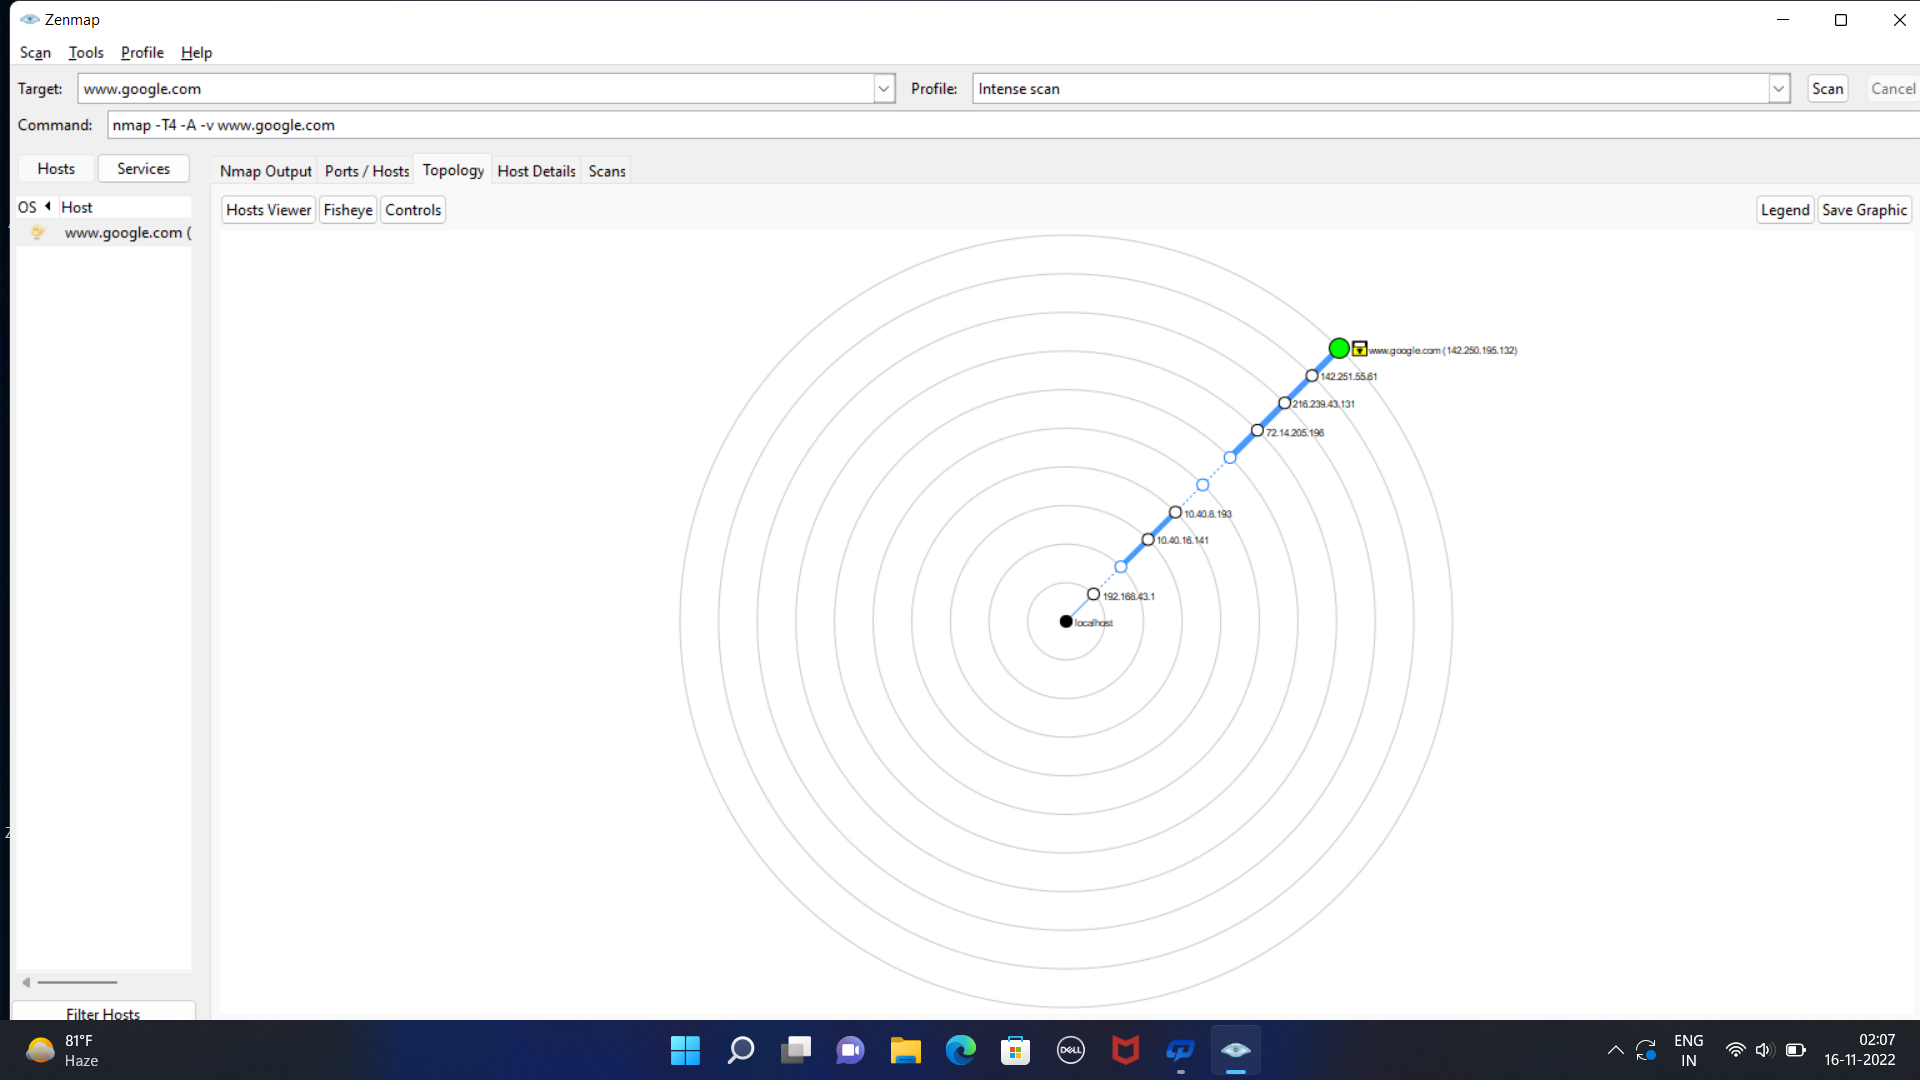 Zenmap
Scan Tools Profile Help
Target: www.google.com Profile: Intense scan Scan Cancel
Command: nmap -T4 -A -v www.google.com
Hosts Services
Nmap Output Ports / Hosts Topology Host Details Scans
OS Host
www.google.com (
Hosts Viewer Fisheye Controls Legend Save Graphic
www.google.com (142.250.195.132)
142.251.55.61
216.239.43.131
72.14.205.196
10.40.8.193
10.40.16.141
192.168.43.1
localhost
Filter Hosts
81°F
Haze
DELL
ENG
IN
02:07
16-11-2022